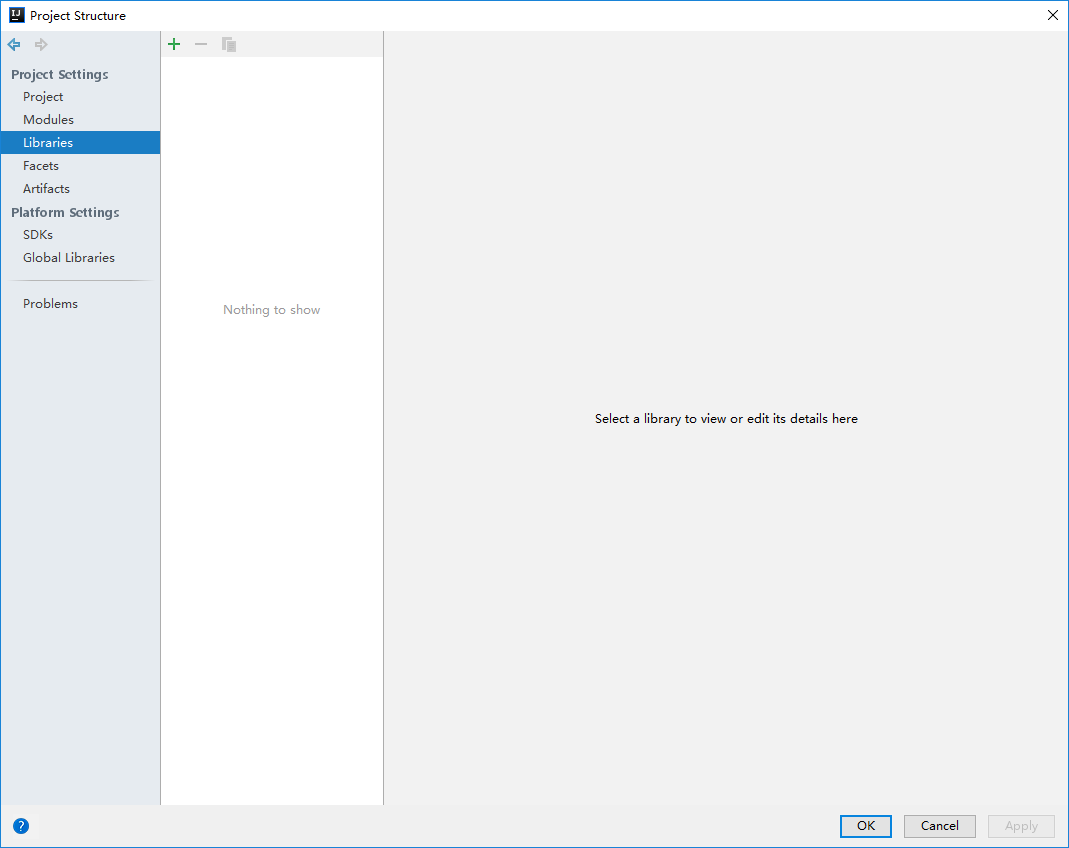 IJ Project Structure
Project Settings
Project
Modules
Libraries
Facets
Artifacts
Platform Settings
SDKs
Global Libraries
Problems
Nothing to show
Select a library to view or edit its details here
? OK Cancel Apply